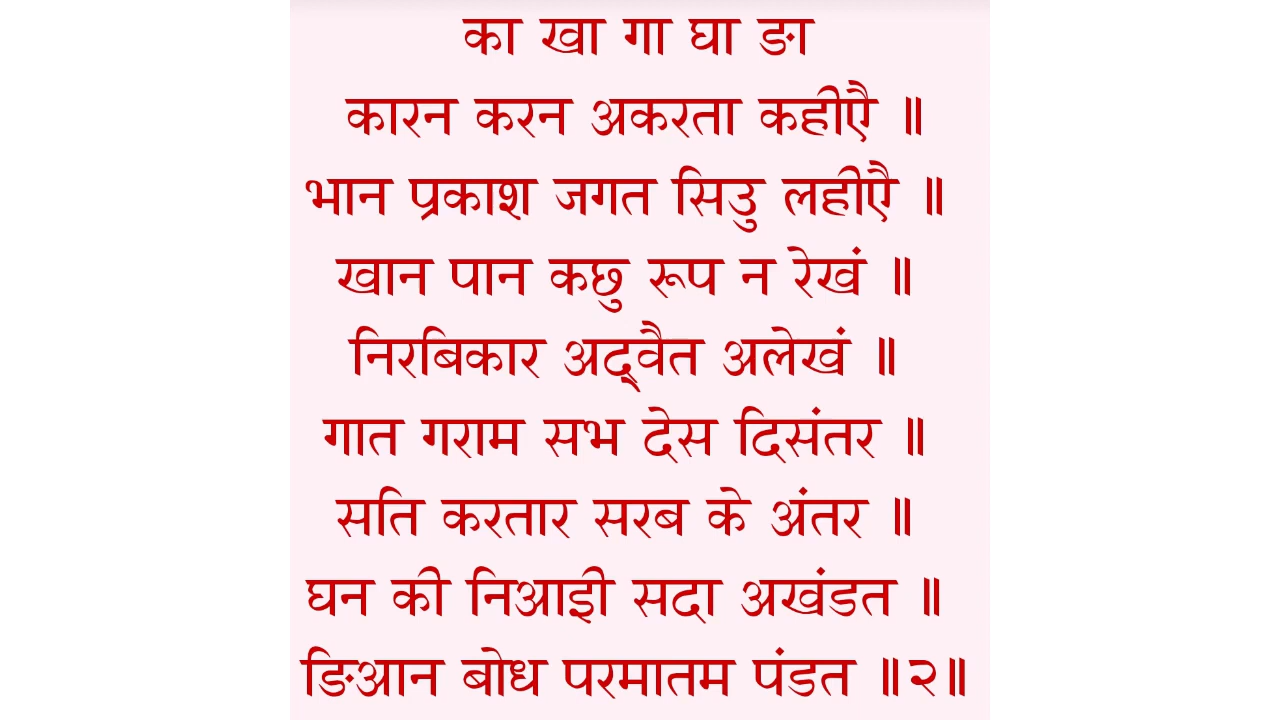 का खा गा घा ङा
कारन करन अकरता कहीऐ ॥
भान प्रकाश जगत सिउु लहीऐ ॥
खान पान कछु रूप न रेखं ॥
निरबिकार अद्‌वैत अलेखं ॥
गात गराम सभ देस दिसंतर ॥
सति करतार सरब के अंतर ॥
घन की निआइी सदा अखंडत ॥
ङिआन बोध परमातम पंडत ॥२॥